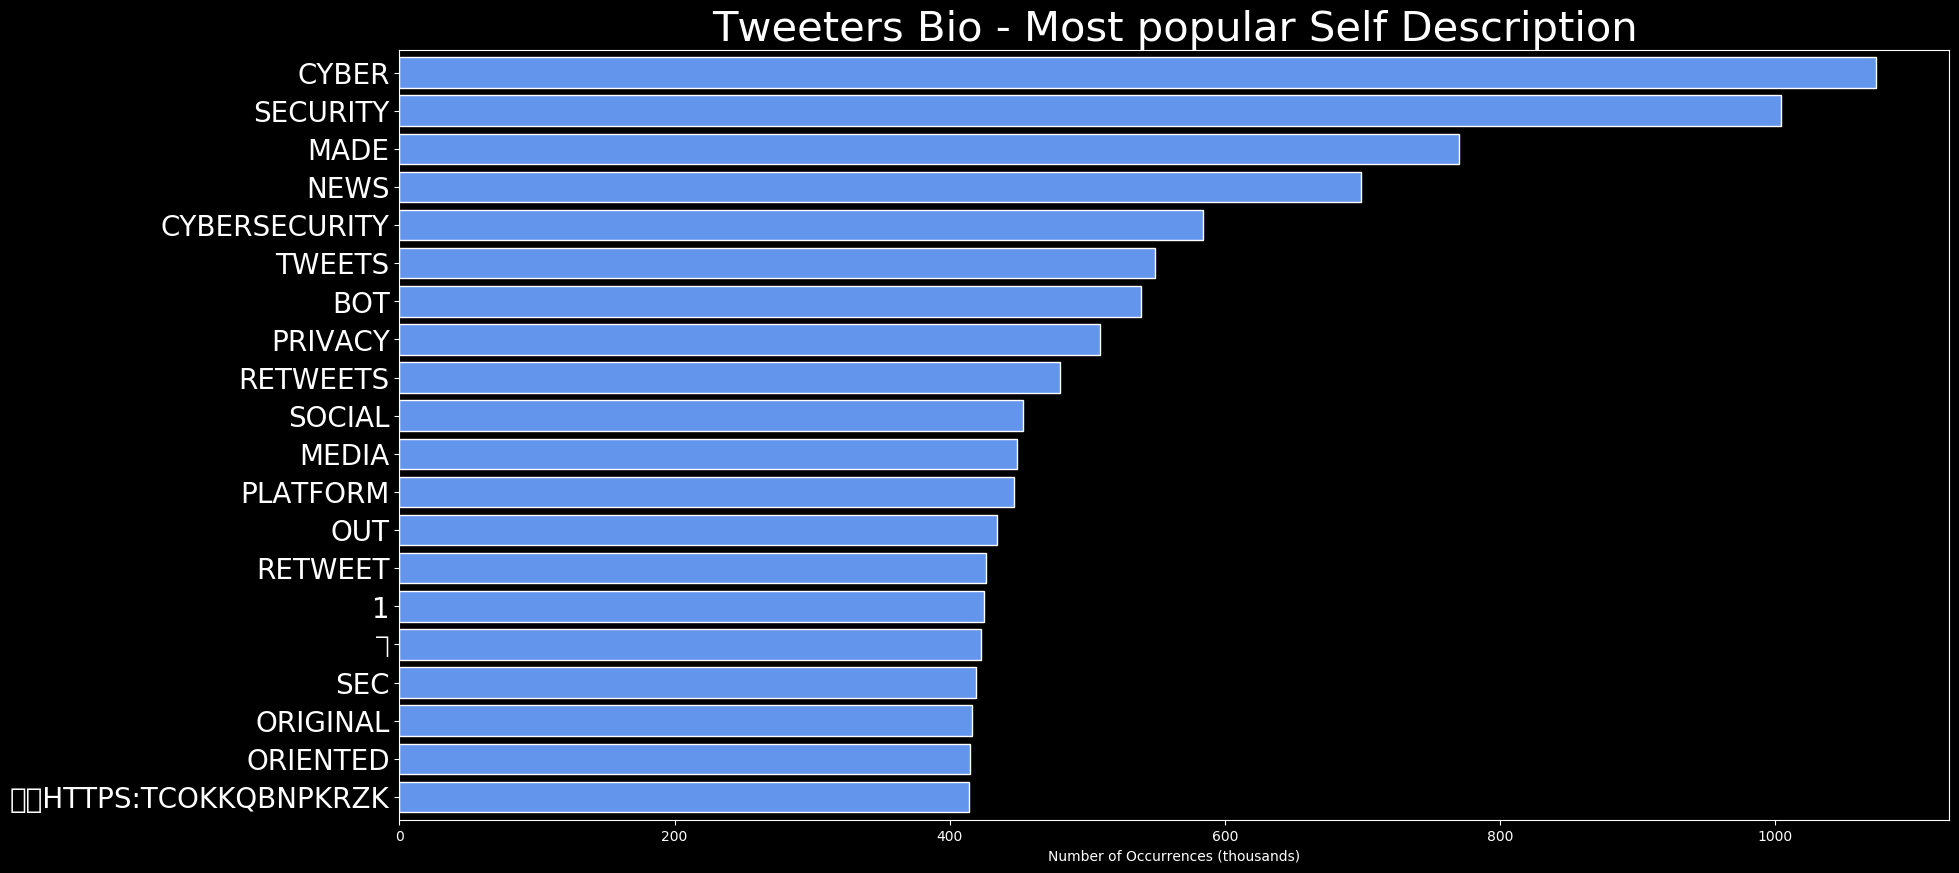 Tweeters Bio - Most popular Self Description
CYBER
SECURITY
MADE
NEWS
CYBERSECURITY
TWEETS
BOT
PRIVACY
RETWEETS
SOCIAL
MEDIA
PLATFORM
OUT
RETWEET
1
┐
SEC
ORIGINAL
ORIENTED
HTTPS:TCOKKQBNPKRZK
0 200 400 600 800 1000
Number of Occurrences (thousands)